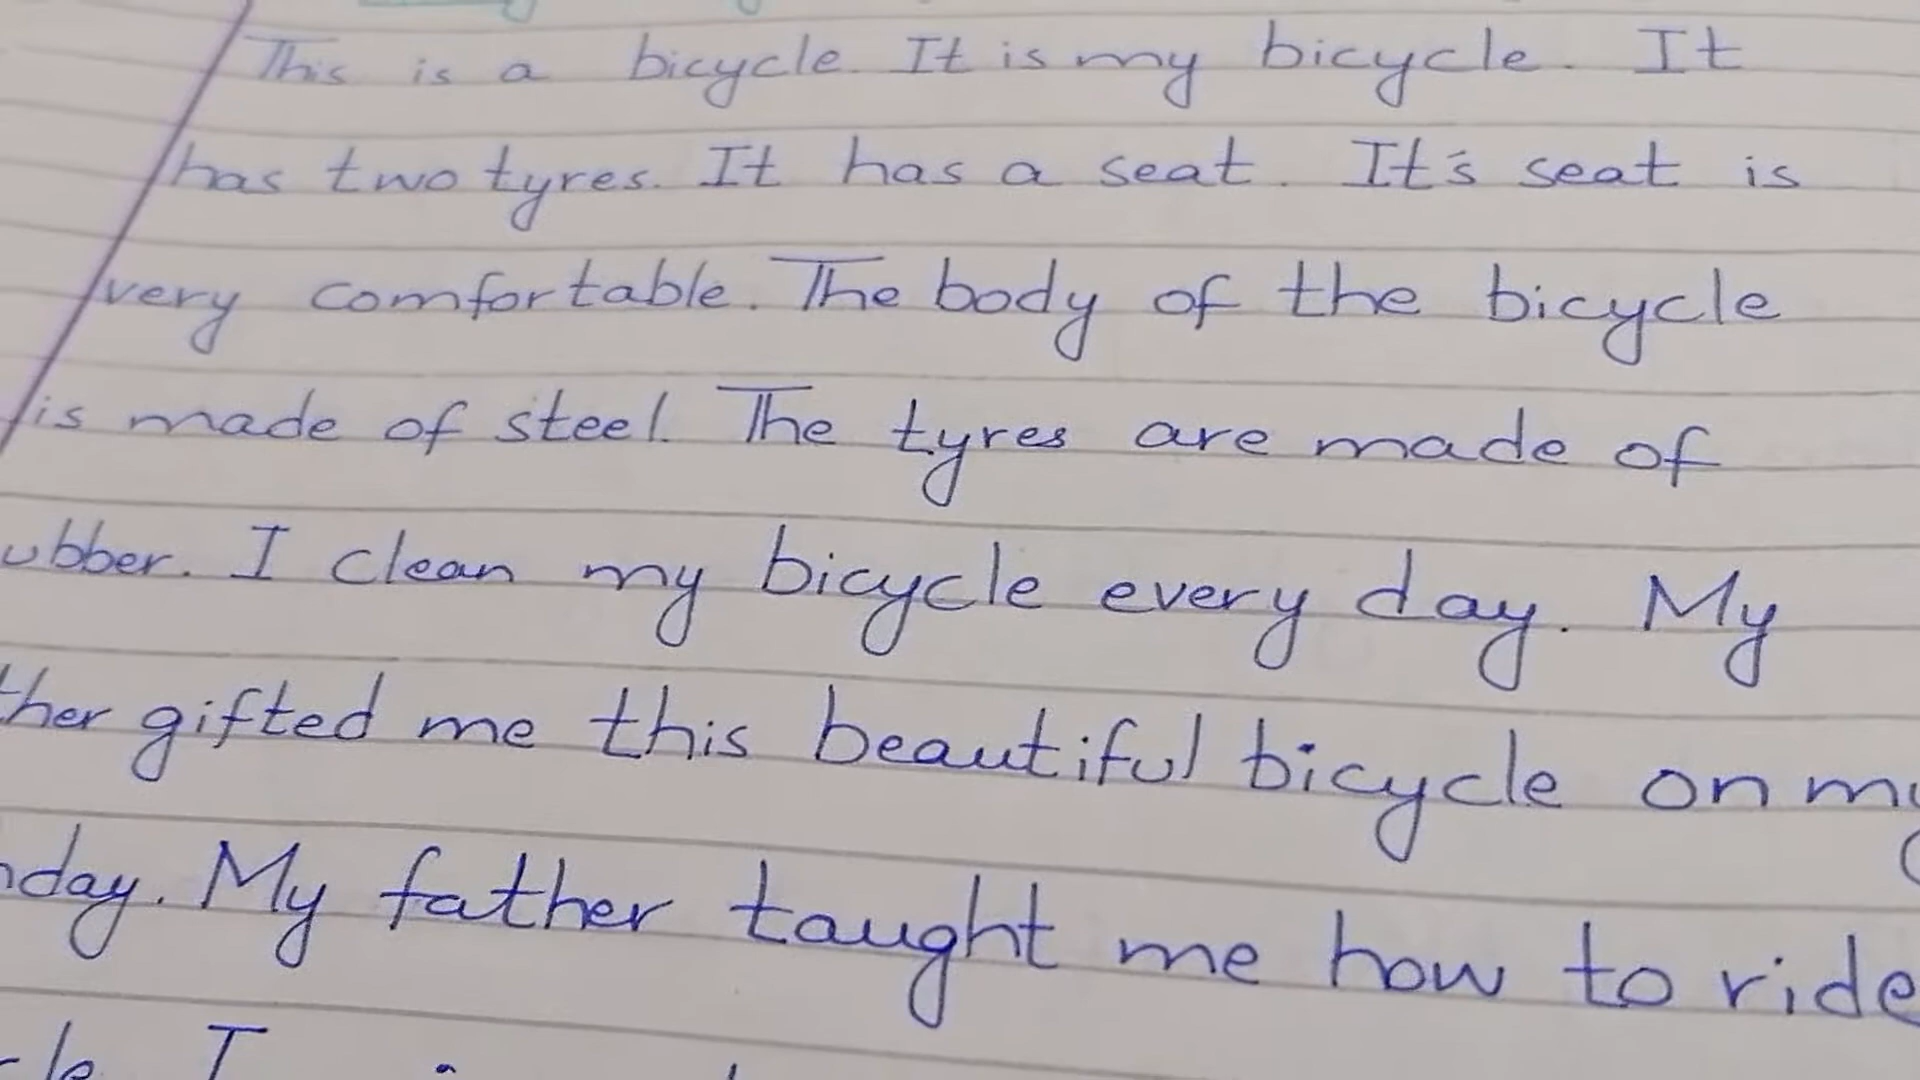 This is a bicycle. It is my bicycle. It
has two tyres. It has a seat. It's seat is
very comfortable. The body of the bicycle
is made of steel. The tyres are made of
ubber. I clean my bicycle every day. My
ther gifted me this beautiful bicycle on my
day. My father taught me how to ride
I